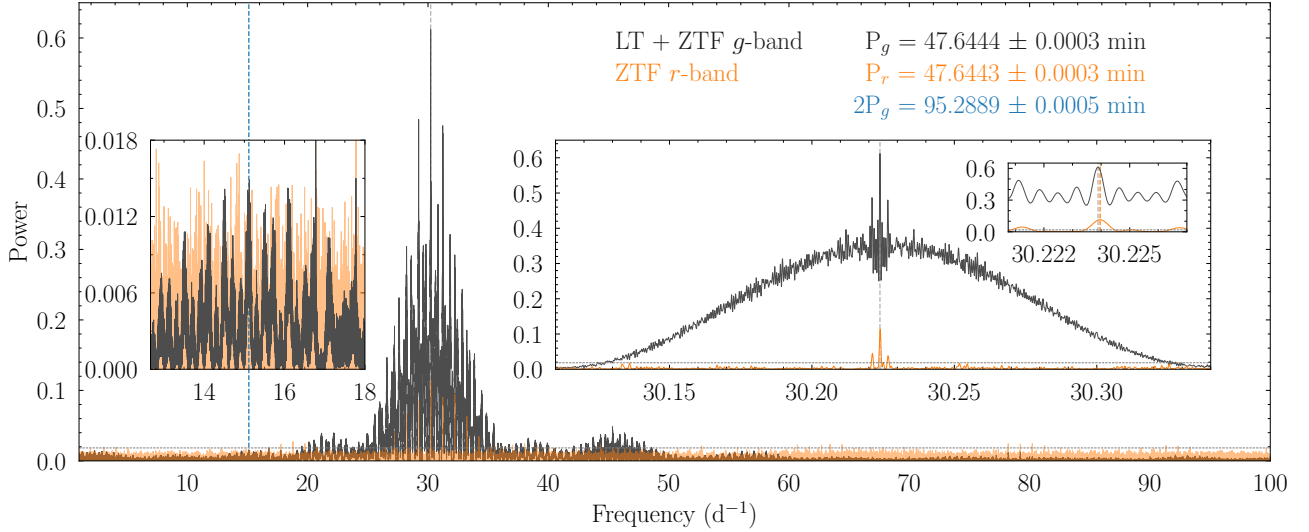 LT + ZTF g-band P_g = 47.6444 ± 0.0003 min
ZTF r-band P_r = 47.6443 ± 0.0003 min
2P_g = 95.2889 ± 0.0005 min
Power
0.6
0.5
0.4
0.3
0.2
0.1
0.0
0.018
0.012
0.006
0.000
14 16 18
0.6
0.5
0.4
0.3
0.2
0.1
0.0
30.15 30.20 30.25 30.30
0.6
0.3
0.0
30.222 30.225
10 20 30 40 50 60 70 80 90 100
Frequency (d⁻¹)